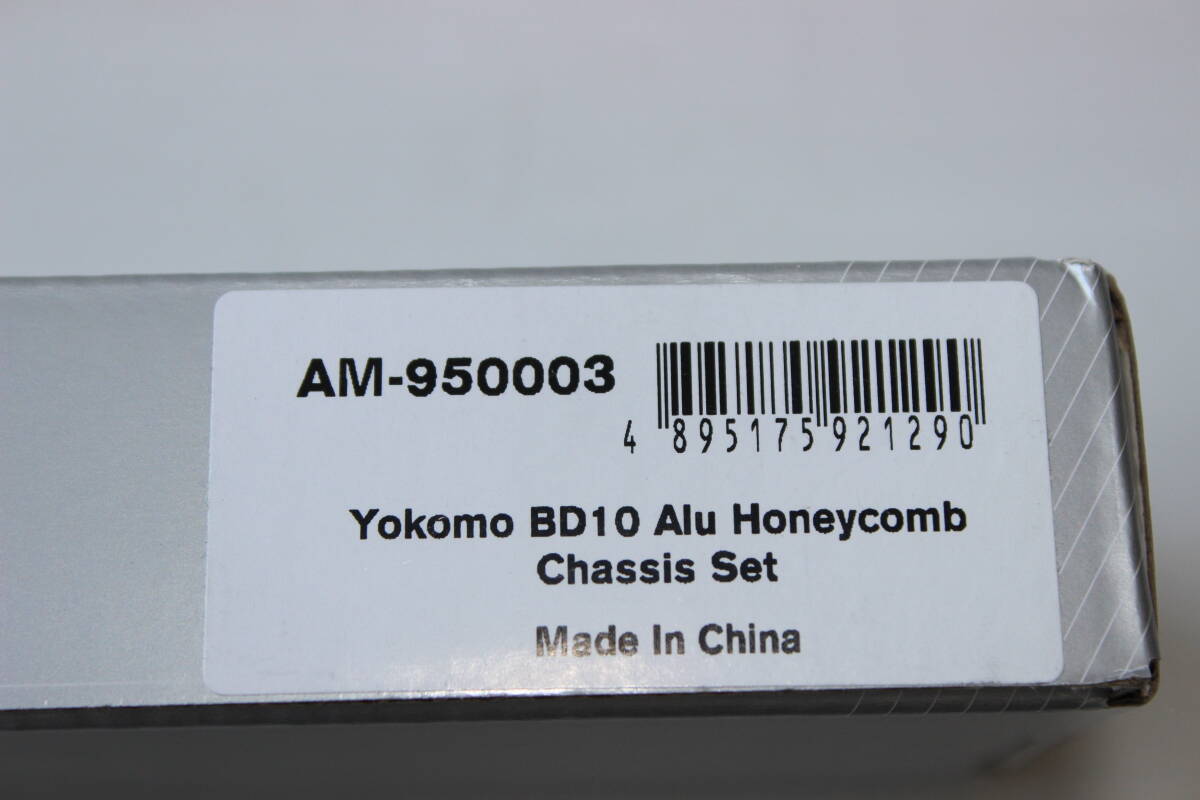 AM-950003
4 895175 921290
Yokomo BD10 Alu Honeycomb
Chassis Set
Made In China